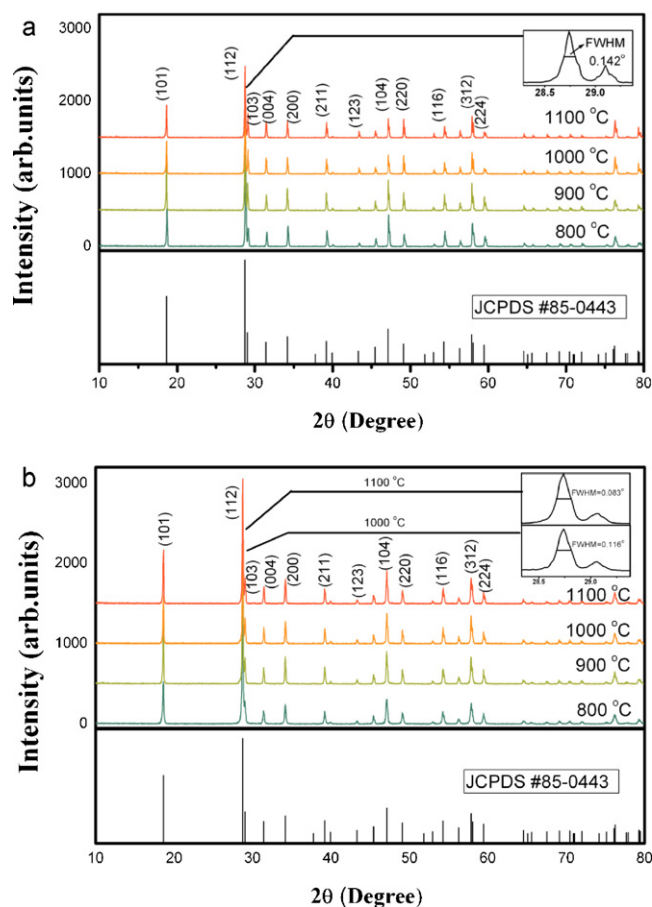 a
3000
2000
1000
0
Intensity (arb.units)
(101)
(112)
(103)
(004)
(200)
(211)
(123)
(104)
(220)
(116)
(312)
(224)
FWHM
0.142°
28.5 29.0
1100 °C
1000 °C
900 °C
800 °C
JCPDS #85-0443
10 20 30 40 50 60 70 80
2θ (Degree)
b
3000
2000
1000
0
Intensity (arb.units)
(101)
(112)
(103)
(004)
(200)
(211)
(123)
(104)
(220)
(116)
(312)
(224)
1100 °C
1000 °C
FWHM=0.083°
FWHM=0.116°
28.5 29.0
1100 °C
1000 °C
900 °C
800 °C
JCPDS #85-0443
10 20 30 40 50 60 70 80
2θ (Degree)